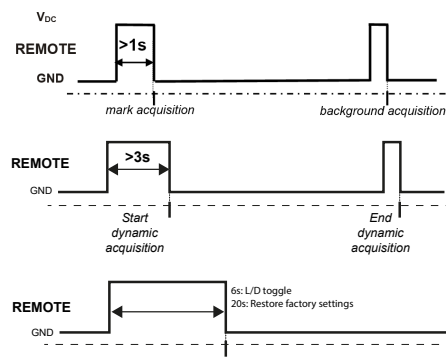 VDC
REMOTE
>1s
GND
mark acquisition
background acquisition
REMOTE
>3s
GND
Start
dynamic
acquisition
End
dynamic
acquisition
REMOTE
6s: L/D toggle
20s: Restore factory settings
GND